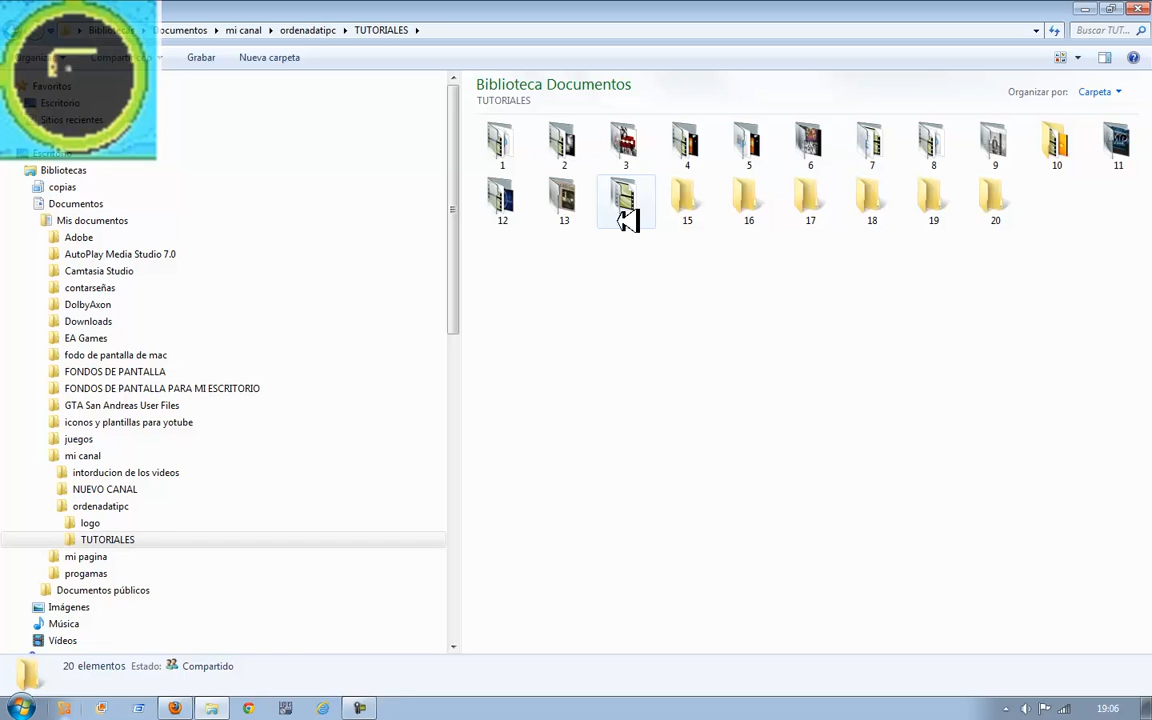 Documentos
mi canal
ordenadatipc
TUTORIALES
Buscar TUT...
Grabar
Nueva carpeta
Favoritos
Escritorio
Sitios recientes
Bibliotecas
copias
Documentos
Mis documentos
Adobe
AutoPlay Media Studio 7.0
Camtasia Studio
contarseñas
DolbyAxon
Downloads
EA Games
fodo de pantalla de mac
FONDOS DE PANTALLA
FONDOS DE PANTALLA PARA MI ESCRITORIO
GTA San Andreas User Files
iconos y plantillas para yotube
juegos
mi canal
intorducion de los videos
NUEVO CANAL
ordenadatipc
logo
TUTORIALES
mi pagina
progamas
Documentos públicos
Imágenes
Música
Vídeos
Biblioteca Documentos
TUTORIALES
Organizar por: Carpeta
1 2 3 4 5 6 7 8 9 10 11
12 13 15 16 17 18 19 20
20 elementos Estado: Compartido
19:06